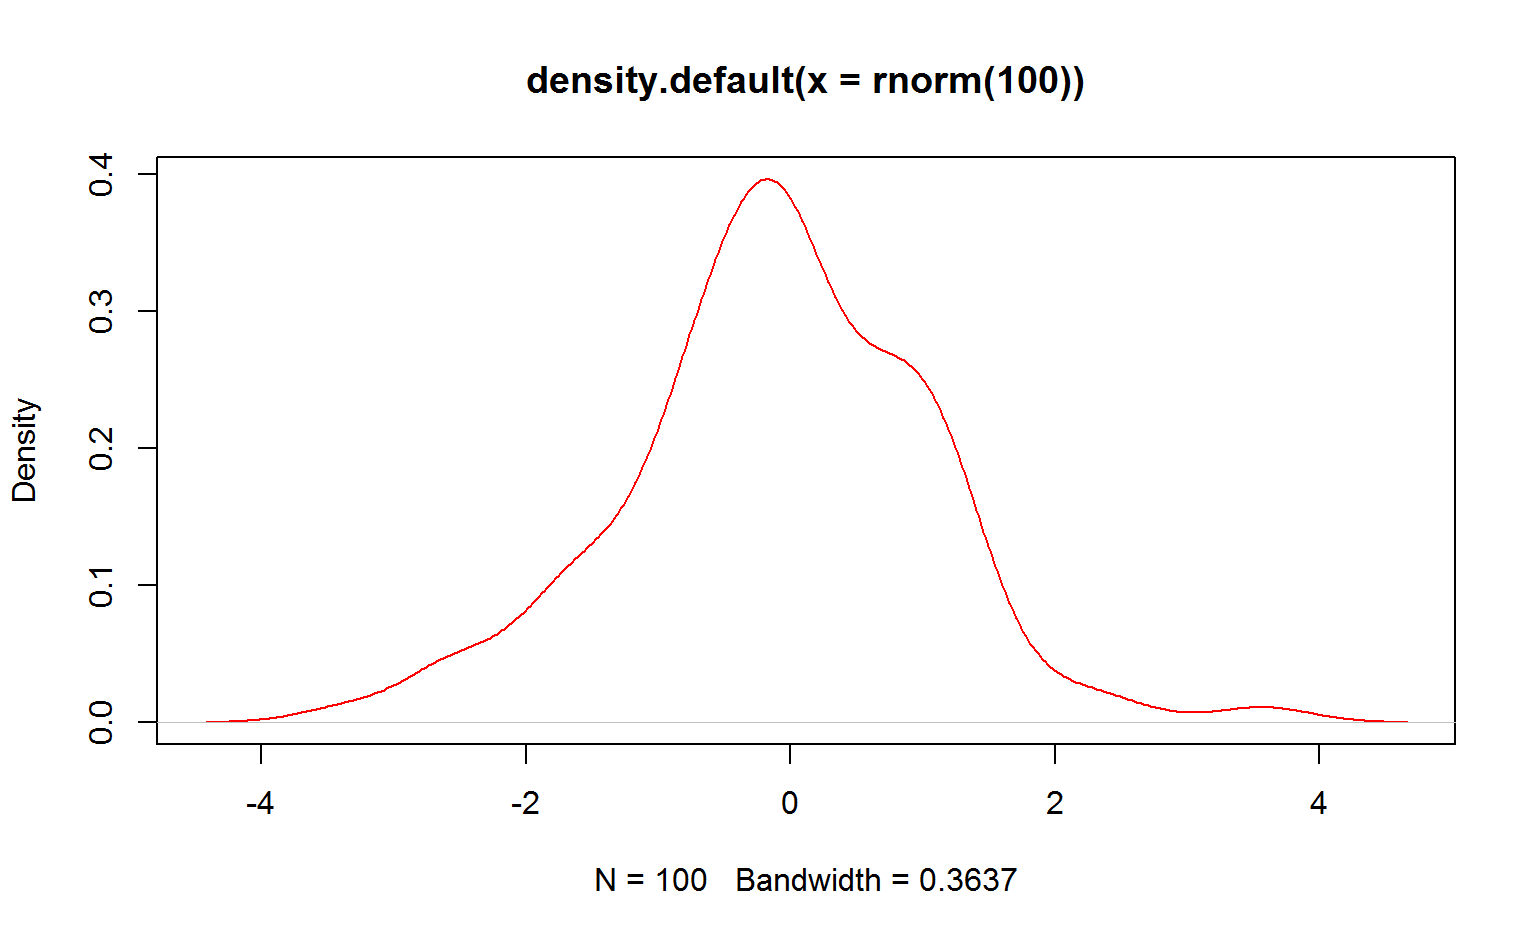 density.default(x = rnorm(100))
Density
0.4
0.3
0.2
0.1
0.0
-4 -2 0 2 4
N = 100 Bandwidth = 0.3637